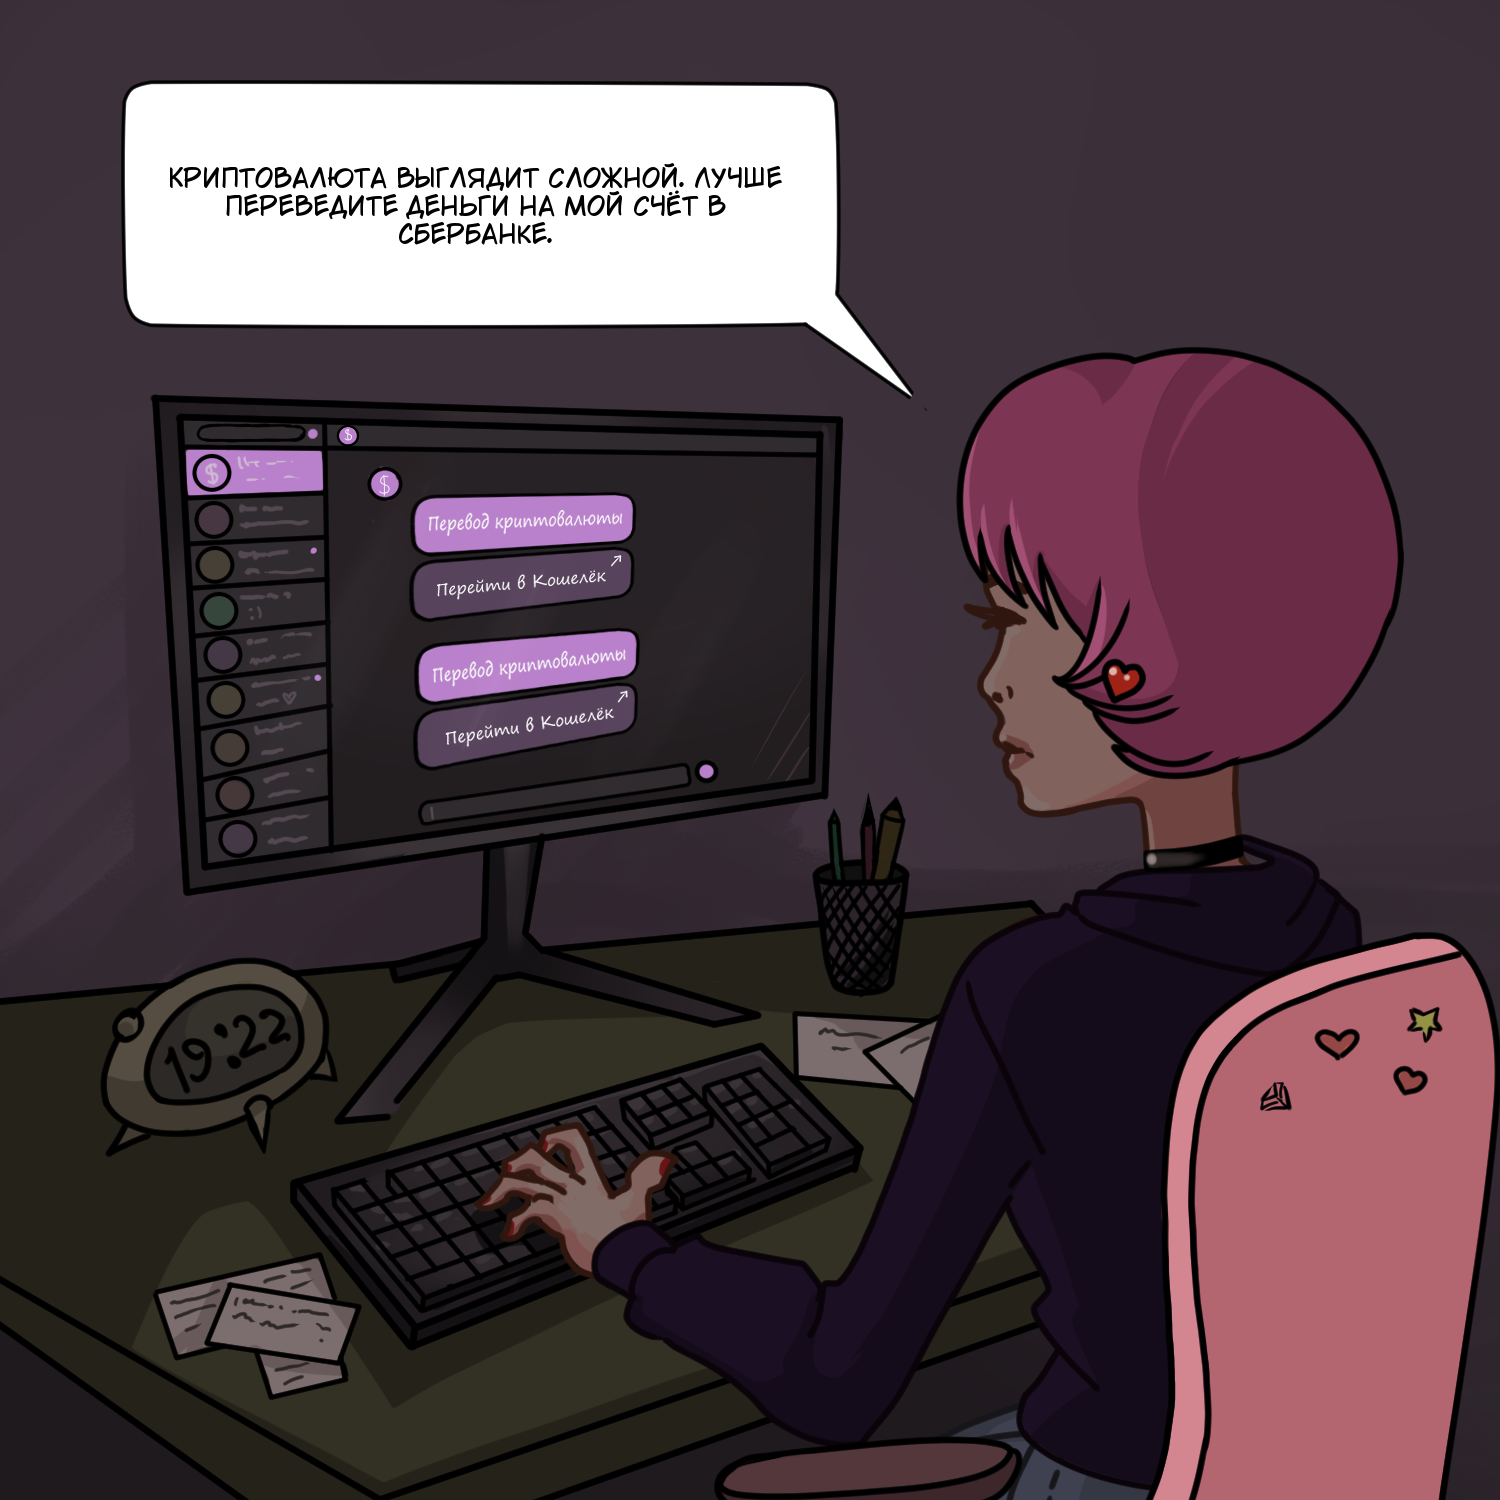 КРИПТОВАЛЮТА ВЫГЛЯДИТ СЛОЖНОЙ. ЛУЧШЕ
ПЕРЕВЕДИТЕ ДЕНЬГИ НА МОЙ СЧЁТ В
СБЕРБАНКЕ.
$
$
$
:)
Перевод криптовалюты
Перейти в Кошелёк
Перевод криптовалюты
Перейти в Кошелёк
19:22